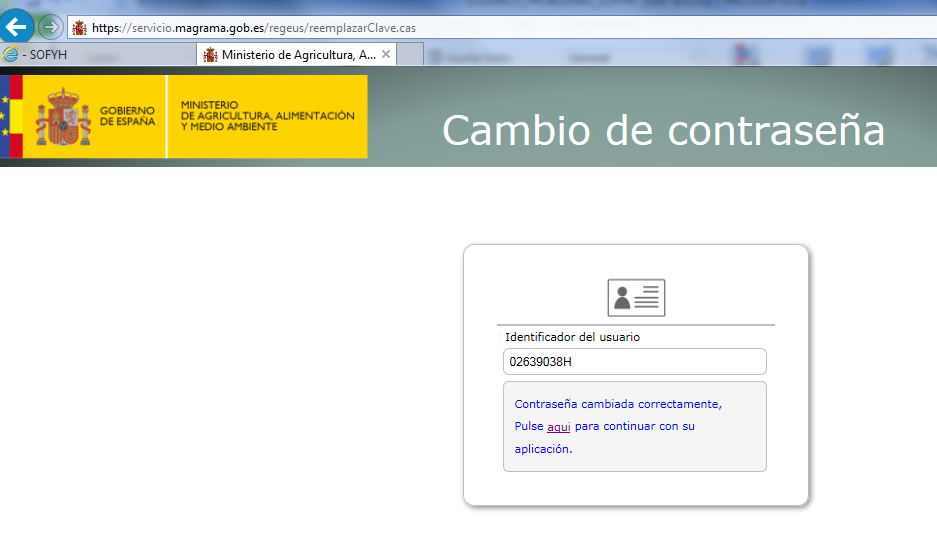 https://servicio.magrama.gob.es/regeus/reemplazarClave.cas
- SOFYH
Ministerio de Agricultura, A...
GOBIERNO
DE ESPAÑA
MINISTERIO
DE AGRICULTURA, ALIMENTACIÓN
Y MEDIO AMBIENTE
Cambio de contraseña
Identificador del usuario
02639038H
Contraseña cambiada correctamente,
Pulse aqui para continuar con su
aplicación.